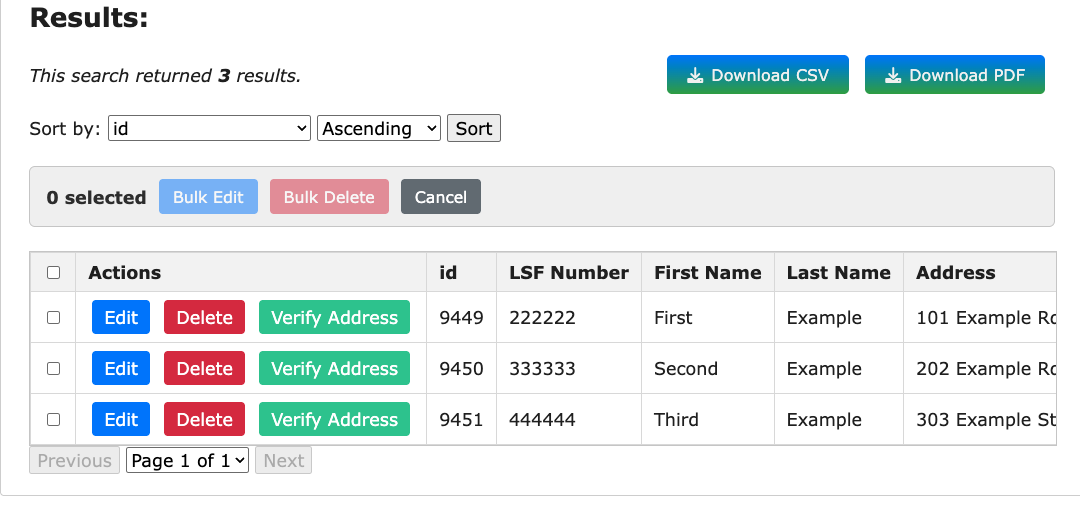 Results:
This search returned 3 results.
Download CSV
Download PDF
Sort by: id Ascending Sort
0 selected Bulk Edit Bulk Delete Cancel
Actions id LSF Number First Name Last Name Address
Edit Delete Verify Address 9449 222222 First Example 101 Example
Edit Delete Verify Address 9450 333333 Second Example 202 Example
Edit Delete Verify Address 9451 444444 Third Example 303 Example St
Previous Page 1 of 1 Next